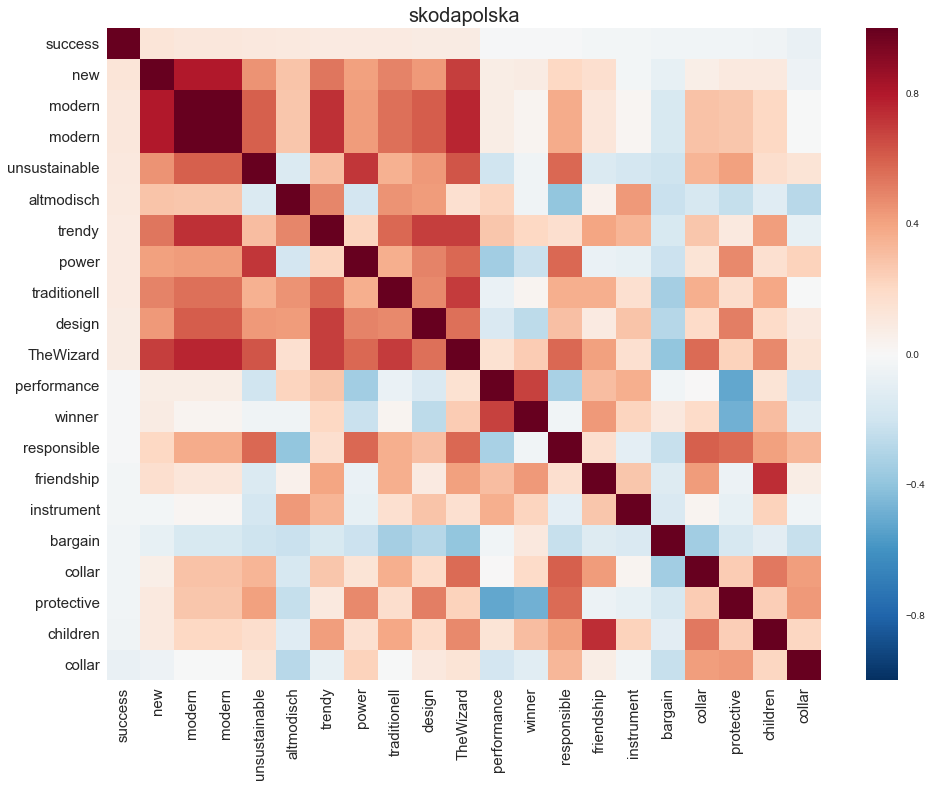 skodapolska
success
new
modern
modern
unsustainable
altmodisch
trendy
power
traditionell
design
TheWizard
performance
winner
responsible
friendship
instrument
bargain
collar
protective
children
collar
0.8
0.4
0.0
−0.4
−0.8
success
new
modern
modern
unsustainable
altmodisch
trendy
power
traditionell
design
TheWizard
performance
winner
responsible
friendship
instrument
bargain
collar
protective
children
collar